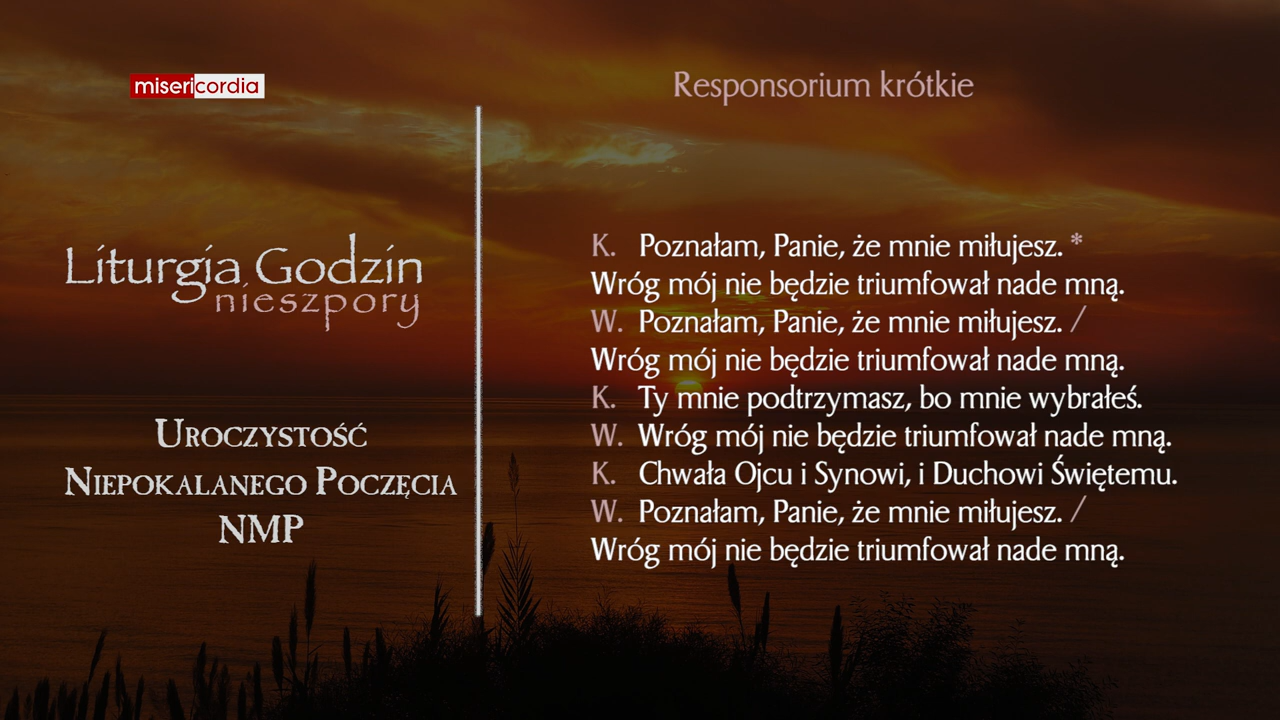 misericordia
Liturgia Godzin
nieszpory
Uroczystość
Niepokalanego Poczęcia
NMP
Responsorium krótkie
K. Poznałam, Panie, że mnie miłujesz. *
Wróg mój nie będzie triumfował nade mną.
W. Poznałam, Panie, że mnie miłujesz. /
Wróg mój nie będzie triumfował nade mną.
K. Ty mnie podtrzymasz, bo mnie wybrałeś.
W. Wróg mój nie będzie triumfował nade mną.
K. Chwała Ojcu i Synowi, i Duchowi Świętemu.
W. Poznałam, Panie, że mnie miłujesz. /
Wróg mój nie będzie triumfował nade mną.